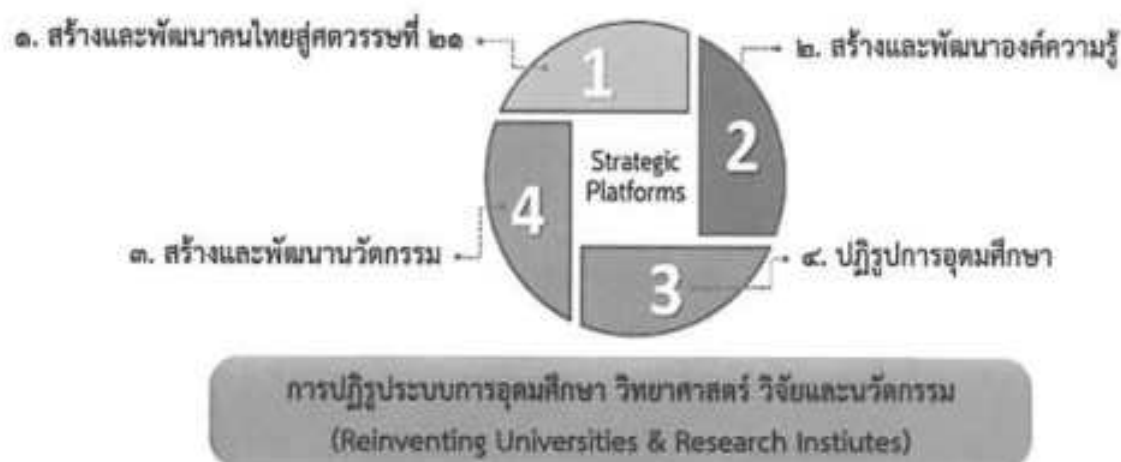 ๑. สร้างและพัฒนาคนไทยสู่ศตวรรษที่ ๒๑
1
๒. สร้างและพัฒนาองค์ความรู้
2
Strategic
Platforms
4
๓. สร้างและพัฒนานวัตกรรม
๔. ปฏิรูปการอุดมศึกษา
3
การปฏิรูประบบการอุดมศึกษา วิทยาศาสตร์ วิจัยและนวัตกรรม
(Reinventing Universities & Research Instiutes)